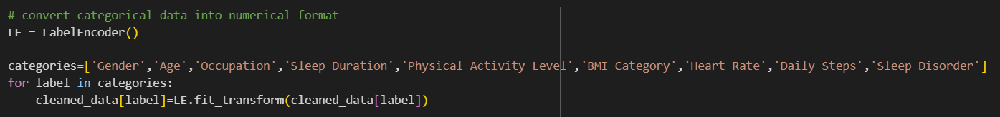 # convert categorical data into numerical format
LE = LabelEncoder()
categories=['Gender','Age','Occupation','Sleep Duration','Physical Activity Level','BMI Category','Heart Rate','Daily Steps','Sleep Disorder']
for label in categories:
    cleaned_data[label]=LE.fit_transform(cleaned_data[label])